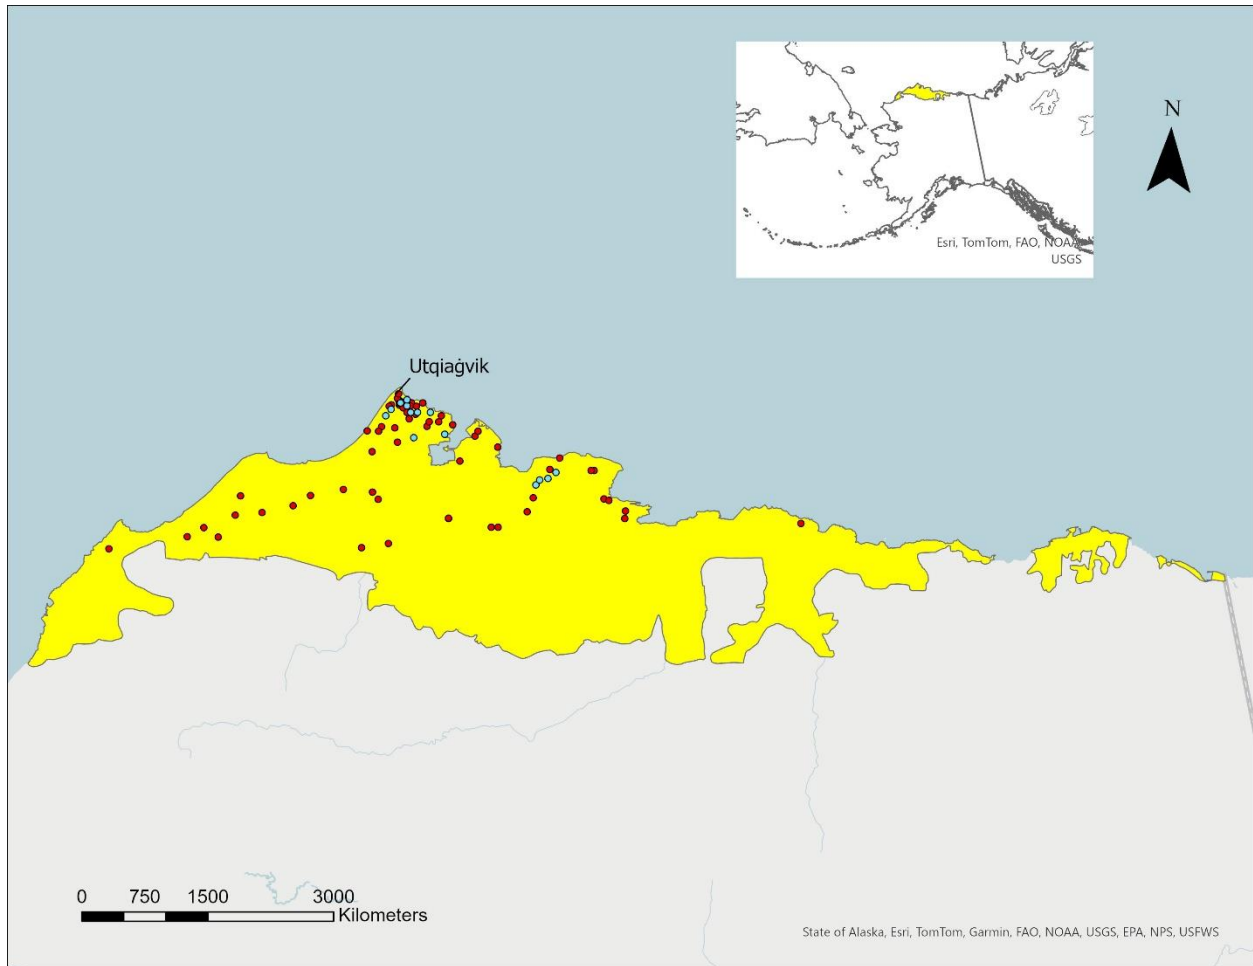 N
Esri, TomTom, FAO, NOAA,
USGS
Utqiaġvik
0 750 1500 3000
Kilometers
State of Alaska, Esri, TomTom, Garmin, FAO, NOAA, USGS, EPA, NPS, USFWS